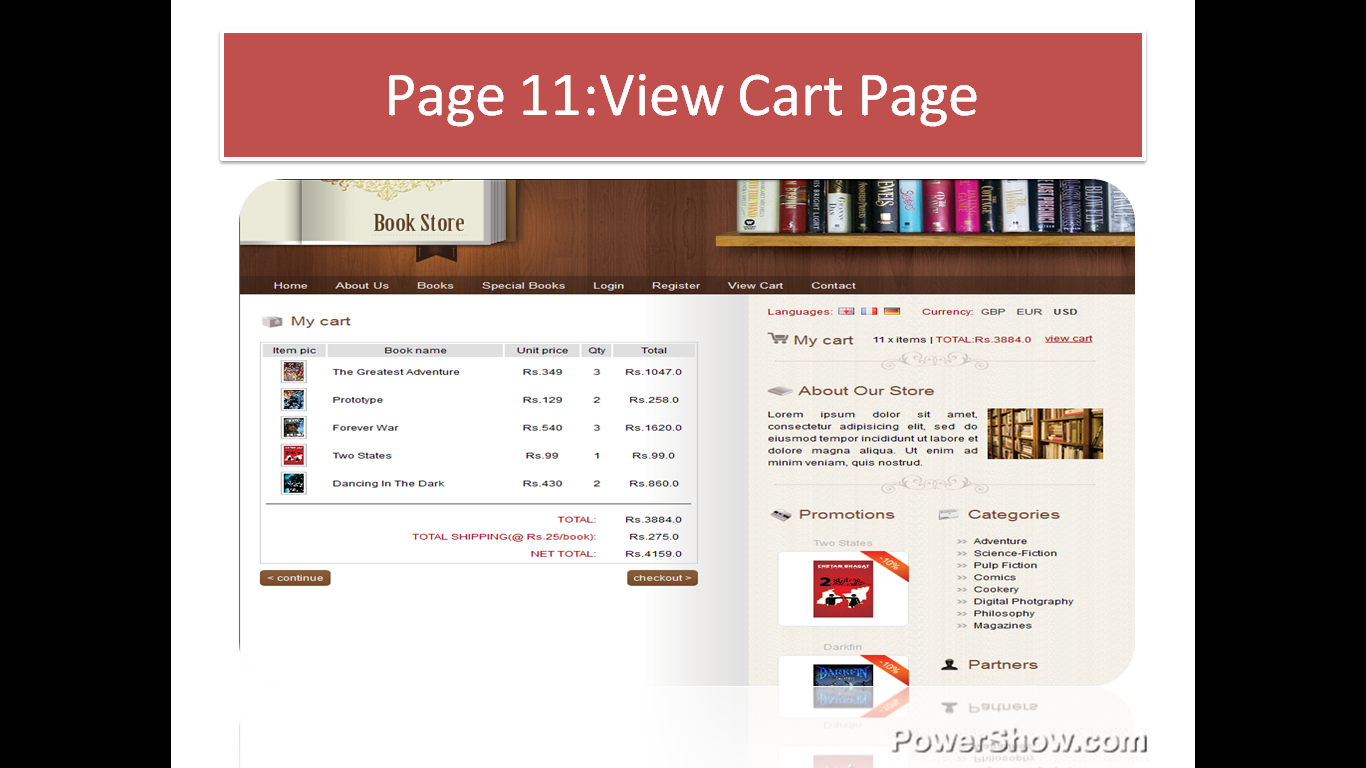 Page 11:View Cart Page
Book Store
Home About Us Books Special Books Login Register View Cart Contact
My cart
Item pic Book name Unit price Qty Total
The Greatest Adventure Rs.349 3 Rs.1047.0
Prototype Rs.129 2 Rs.258.0
Forever War Rs.540 3 Rs.1620.0
Two States Rs.99 1 Rs.99.0
Dancing In The Dark Rs.430 2 Rs.860.0
TOTAL: Rs.3884.0
TOTAL SHIPPING(@ Rs.25/book): Rs.275.0
NET TOTAL: Rs.4159.0
< continue checkout >
Languages: Currency: GBP EUR USD
My cart 11 x items | TOTAL:Rs.3884.0 view cart
About Our Store
Lorem ipsum dolor sit amet,
consectetur adipisicing elit, sed do
eiusmod tempor incididunt ut labore et
dolore magna aliqua. Ut enim ad
minim veniam, quis nostrud.
Promotions
Two States
-10%
CHETAN BHAGAT
2 states
Darkfin
-10%
DARKFIN
Categories
>> Adventure
>> Science-Fiction
>> Pulp Fiction
>> Comics
>> Cookery
>> Digital Photgraphy
>> Philosophy
>> Magazines
Partners
PowerShow.com